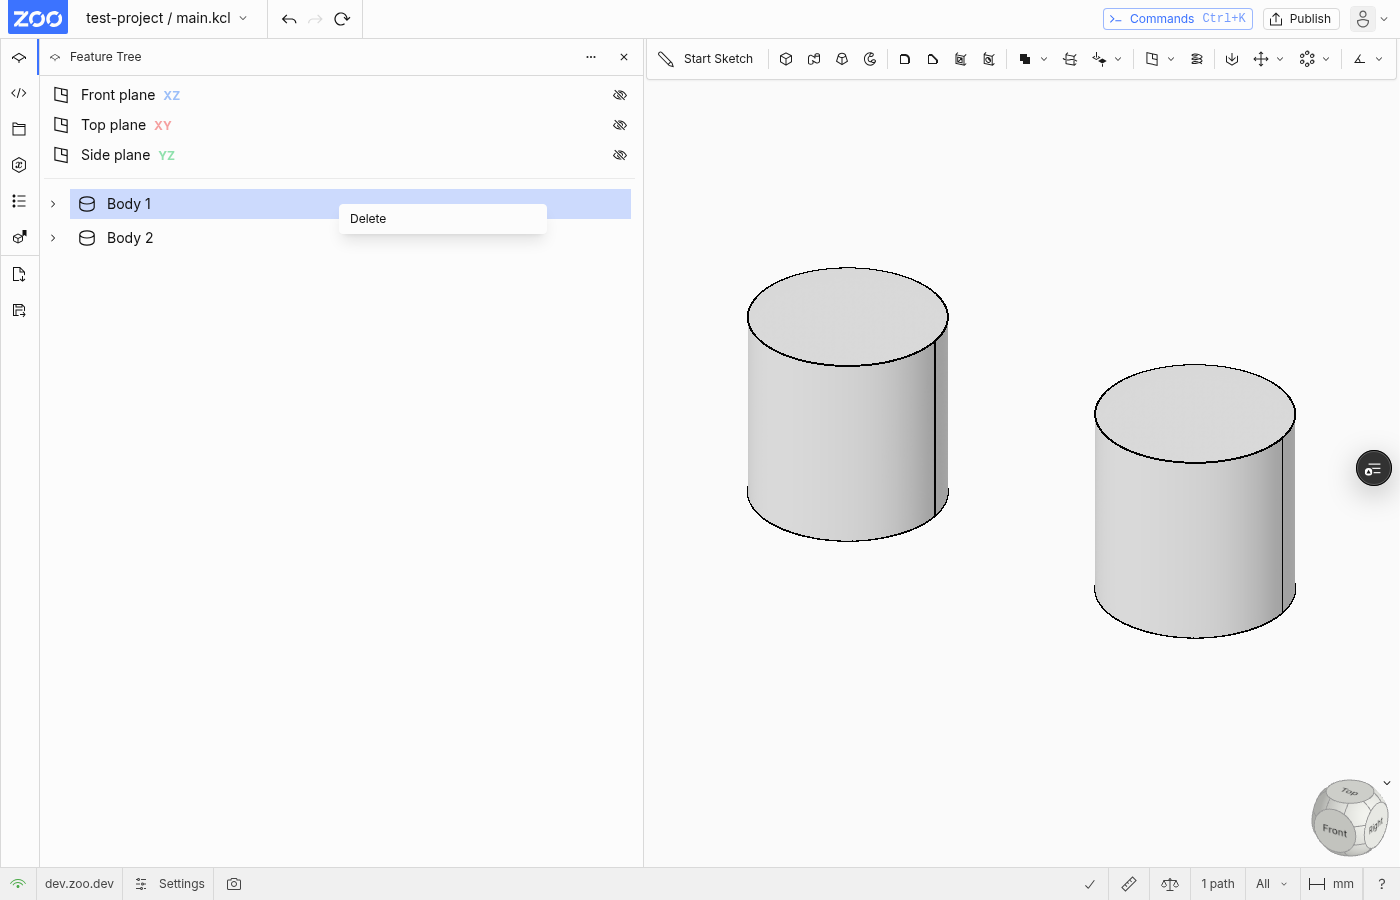 ZOO test-project / main.kcl Commands Ctrl+K Publish
Feature Tree Start Sketch
Front plane XZ
Top plane XY
Side plane YZ
Body 1
Delete
Body 2
Top
Front Right
dev.zoo.dev Settings 1 path All mm ?